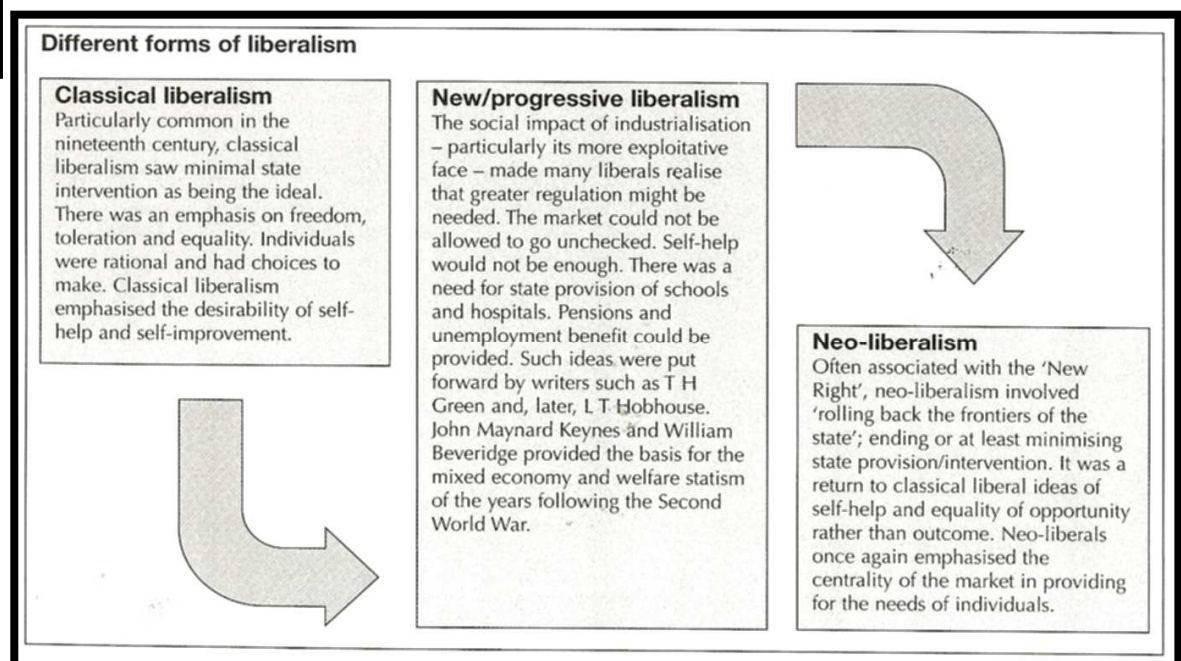 Different forms of liberalism
Classical liberalism
Particularly common in the
nineteenth century, classical
liberalism saw minimal state
intervention as being the ideal.
There was an emphasis on freedom,
toleration and equality. Individuals
were rational and had choices to
make. Classical liberalism
emphasised the desirability of self-
help and self-improvement.
New/progressive liberalism
The social impact of industrialisation
– particularly its more exploitative
face – made many liberals realise
that greater regulation might be
needed. The market could not be
allowed to go unchecked. Self-help
would not be enough. There was a
need for state provision of schools
and hospitals. Pensions and
unemployment benefit could be
provided. Such ideas were put
forward by writers such as T H
Green and, later, L T Hobhouse.
John Maynard Keynes and William
Beveridge provided the basis for the
mixed economy and welfare statism
of the years following the Second
World War.
Neo-liberalism
Often associated with the ‘New
Right’, neo-liberalism involved
‘rolling back the frontiers of the
state’; ending or at least minimising
state provision/intervention. It was a
return to classical liberal ideas of
self-help and equality of opportunity
rather than outcome. Neo-liberals
once again emphasised the
centrality of the market in providing
for the needs of individuals.